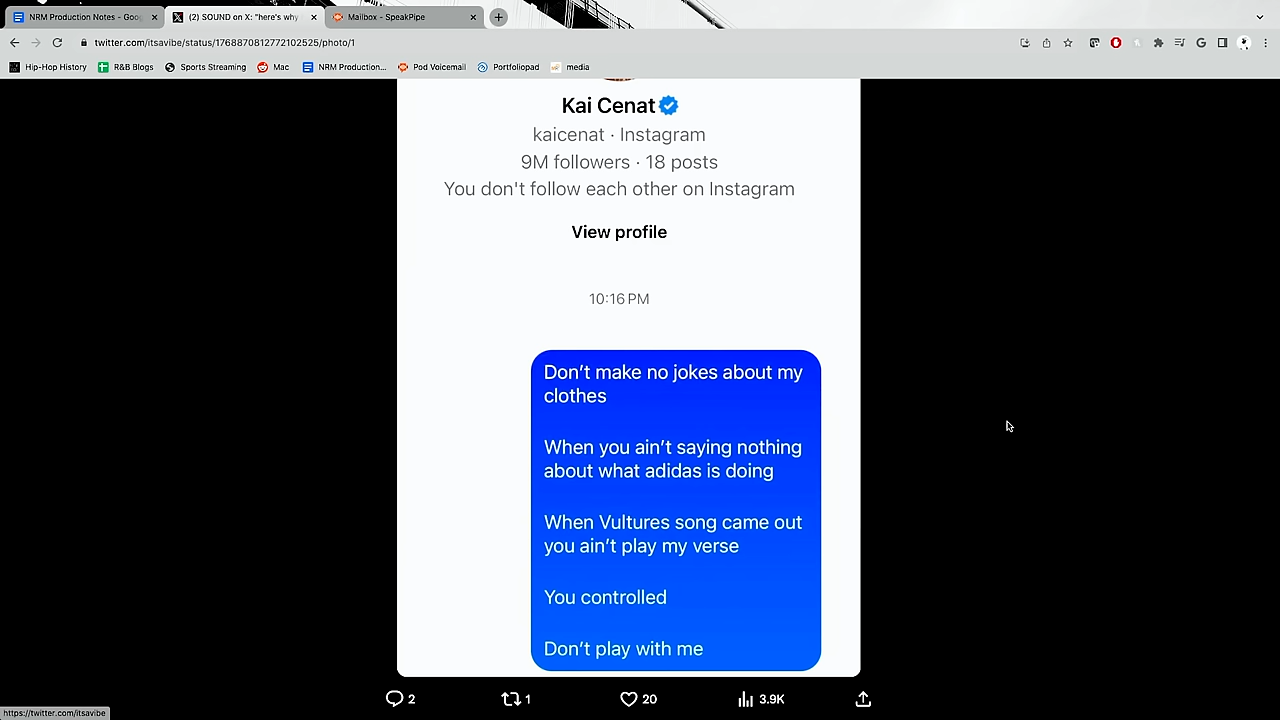 NRM Production Notes - Goog
(2) SOUND on X: "here's why
Mailbox - SpeakPipe
twitter.com/itsavibe/status/1768870812772102525/photo/1
Hip-Hop History
R&B Blogs
Sports Streaming
Mac
NRM Production...
Pod Voicemail
Portfoliopad
media
Kai Cenat
kaicenat · Instagram
9M followers · 18 posts
You don't follow each other on Instagram
View profile
10:16 PM
Don't make no jokes about my
clothes
When you ain't saying nothing
about what adidas is doing
When Vultures song came out
you ain't play my verse
You controlled
Don't play with me
2
1
20
3.9K
https://twitter.com/itsavibe